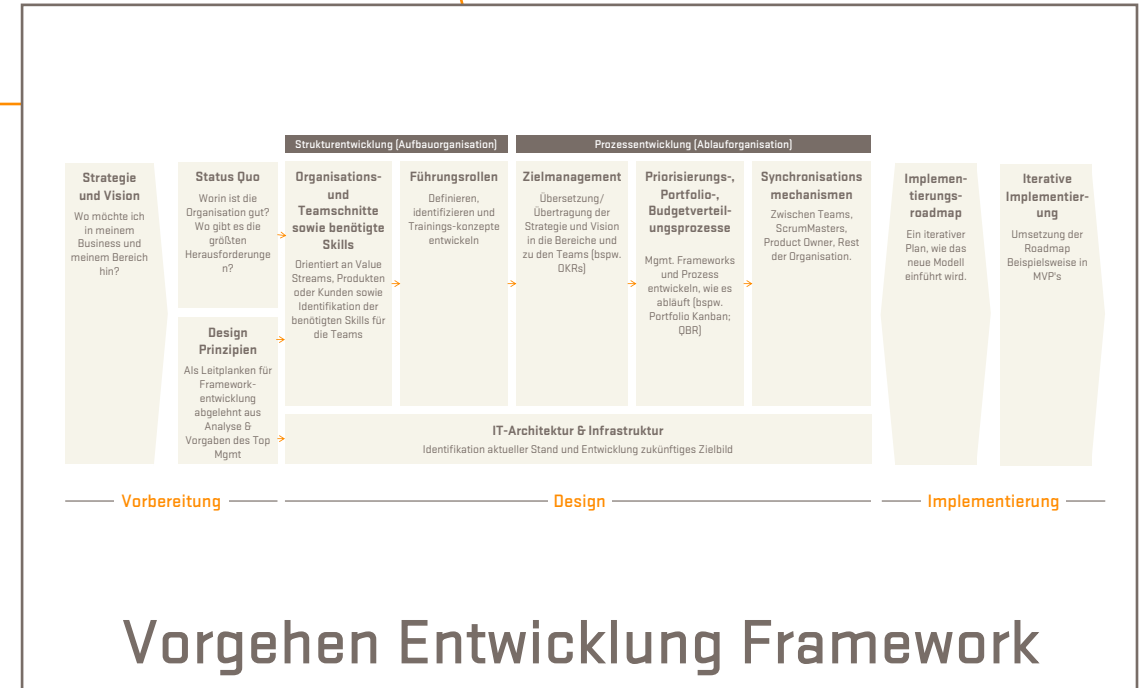 Strukturentwicklung (Aufbauorganisation)
Prozessentwicklung (Ablauforganisation)
Strategie
und Vision
Wo möchte ich
in meinem
Business und
meinem Bereich
hin?
Status Quo
Worin ist die
Organisation gut?
Wo gibt es die
größten
Herausforderunge
n?
Design
Prinzipien
Als Leitplanken für
Framework-
entwicklung
abgelehnt aus
Analyse &
Vorgaben des Top
Mgmt
Organisations-
und
Teamschnitte
sowie benötigte
Skills
Orientiert an Value
Streams, Produkten
oder Kunden sowie
Identifikation der
benötigten Skills für
die Teams
Führungsrollen
Definieren,
identifizieren und
Trainings-konzepte
entwickeln
Zielmanagement
Übersetzung/
Übertragung der
Strategie und Vision
in die Bereiche und
zu den Teams (bspw.
OKRs)
Priorisierungs-,
Portfolio-,
Budgetverteil-
ungsprozesse
Mgmt. Frameworks
und Prozess
entwickeln, wie es
abläuft (bspw.
Portfolio Kanban;
QBR)
Synchronisations
mechanismen
Zwischen Teams,
ScrumMasters,
Product Owner, Rest
der Organisation.
IT-Architektur & Infrastruktur
Identifikation aktueller Stand und Entwicklung zukünftiges Zielbild
Implemen-
tierungs-
roadmap
Ein iterativer
Plan, wie das
neue Modell
einführt wird.
Iterative
Implementier-
ung
Umsetzung der
Roadmap
Beispielsweise in
MVP's
Vorbereitung
Design
Implementierung
Vorgehen Entwicklung Framework